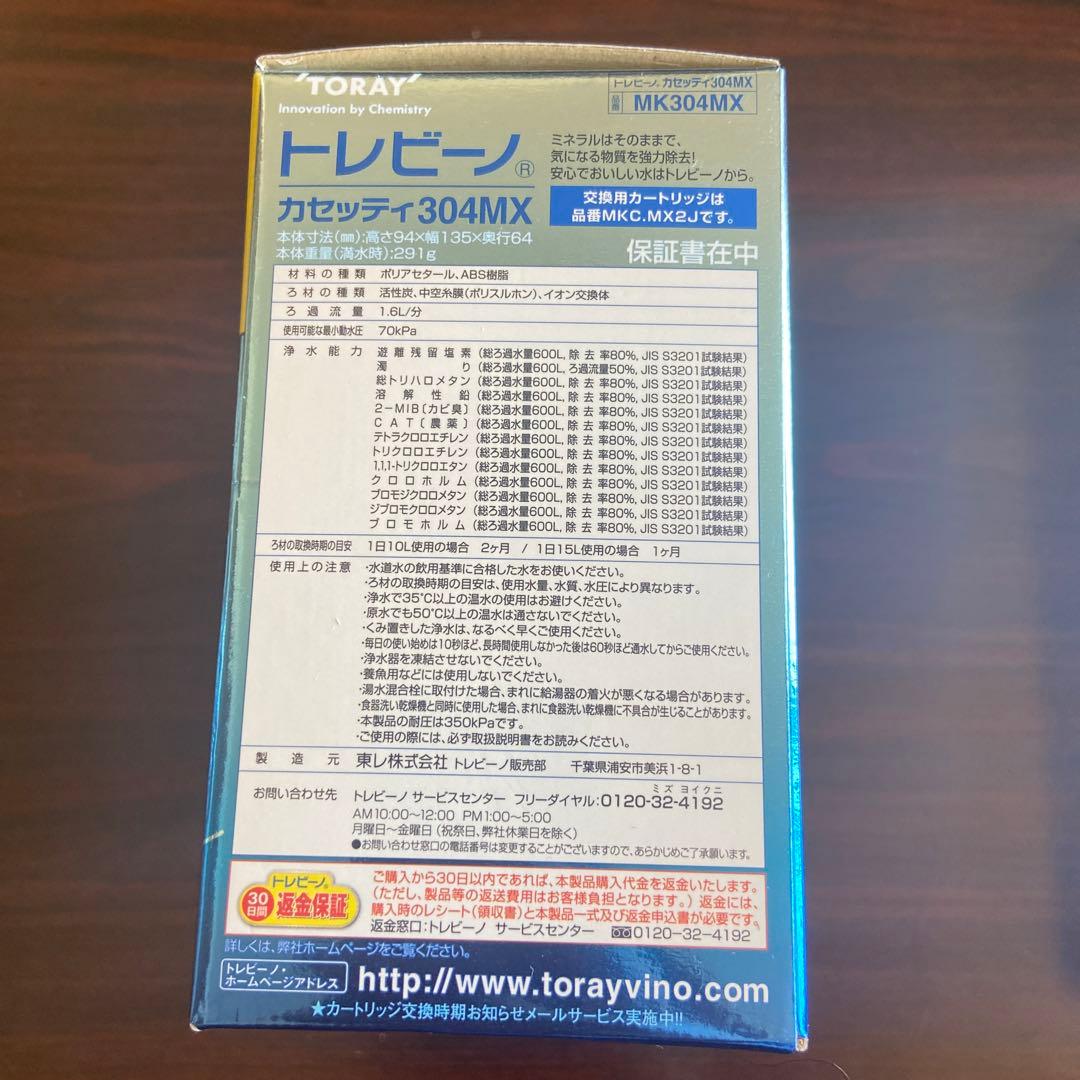 'TORAY'
Innovation by Chemistry
トレビーノ® カセッティ304MX
品番 MK304MX
トレビーノ®
カセッティ304MX
ミネラルはそのままで、
気になる物質を強力除去!
安心でおいしい水はトレビーノから。
交換用カートリッジは
品番MKC.MX2Jです。
本体寸法(㎜):高さ94×幅135×奥行64
本体重量(満水時):291g
保証書在中
材料の種類 ポリアセタール、ABS樹脂
ろ材の種類 活性炭、中空糸膜(ポリスルホン)、イオン交換体
ろ過流量 1.6L/分
使用可能な最小動水圧 70kPa
浄水能力 遊離残留塩素 (総ろ過水量600L, 除去率80%, JIS S3201試験結果)
濁り (総ろ過水量600L, ろ過流量50%, JIS S3201試験結果)
総トリハロメタン (総ろ過水量600L, 除去率80%, JIS S3201試験結果)
溶解性鉛 (総ろ過水量600L, 除去率80%, JIS S3201試験結果)
2-MIB〔カビ臭〕 (総ろ過水量600L, 除去率80%, JIS S3201試験結果)
CAT〔農薬〕 (総ろ過水量600L, 除去率80%, JIS S3201試験結果)
テトラクロロエチレン (総ろ過水量600L, 除去率80%, JIS S3201試験結果)
トリクロロエチレン (総ろ過水量600L, 除去率80%, JIS S3201試験結果)
1,1,1-トリクロロエタン (総ろ過水量600L, 除去率80%, JIS S3201試験結果)
クロロホルム (総ろ過水量600L, 除去率80%, JIS S3201試験結果)
ブロモジクロロメタン (総ろ過水量600L, 除去率80%, JIS S3201試験結果)
ジブロモクロロメタン (総ろ過水量600L, 除去率80%, JIS S3201試験結果)
ブロモホルム (総ろ過水量600L, 除去率80%, JIS S3201試験結果)
ろ材の取換時期の目安 1日10L使用の場合 2ヶ月 / 1日15L使用の場合 1ヶ月
使用上の注意 ・水道水の飲用基準に合格した水をお使いください。
・ろ材の取換時期の目安は、使用水量、水質、水圧により異なります。
・浄水で35℃以上の温水の使用はお避けください。
・原水でも50℃以上の温水は通さないでください。
・くみ置きした浄水は、なるべく早くご使用ください。
・毎日の使い始めは10秒ほど、長時間使用しなかった後は60秒ほど通水してからご使用ください。
・浄水器を凍結させないでください。
・養魚用などには使用しないでください。
・湯水混合栓に取付けた場合、まれに給湯器の着火が悪くなる場合があります。
・食器洗い乾燥機と同時に使用した場合、まれに食器洗い乾燥機に不具合が生じることがあります。
・本製品の耐圧は350kPaです。
・ご使用の際には、必ず取扱説明書をお読みください。
製造元 東レ株式会社 トレビーノ販売部 千葉県浦安市美浜1-8-1
ミズ ヨイクニ
お問い合わせ先 トレビーノ サービスセンター フリーダイヤル:0120-32-4192
AM10:00〜12:00 PM1:00〜5:00
月曜日〜金曜日(祝祭日、弊社休業日を除く)
●お問い合わせ窓口の電話番号は変更することがございますので、あらかじめご了承願います。
トレビーノ®
30日間 返金保証
ご購入から30日以内であれば、本製品購入代金を返金いたします。
(ただし、製品等の返送費用はお客様負担となります。)返金には、
購入時のレシート(領収書)と本製品一式及び返金申込書が必要です。
返金窓口:トレビーノ サービスセンター 0120-32-4192
詳しくは、弊社ホームページをご覧ください。
トレビーノ・
ホームページアドレス http://www.torayvino.com
★カートリッジ交換時期お知らせメールサービス実施中!!